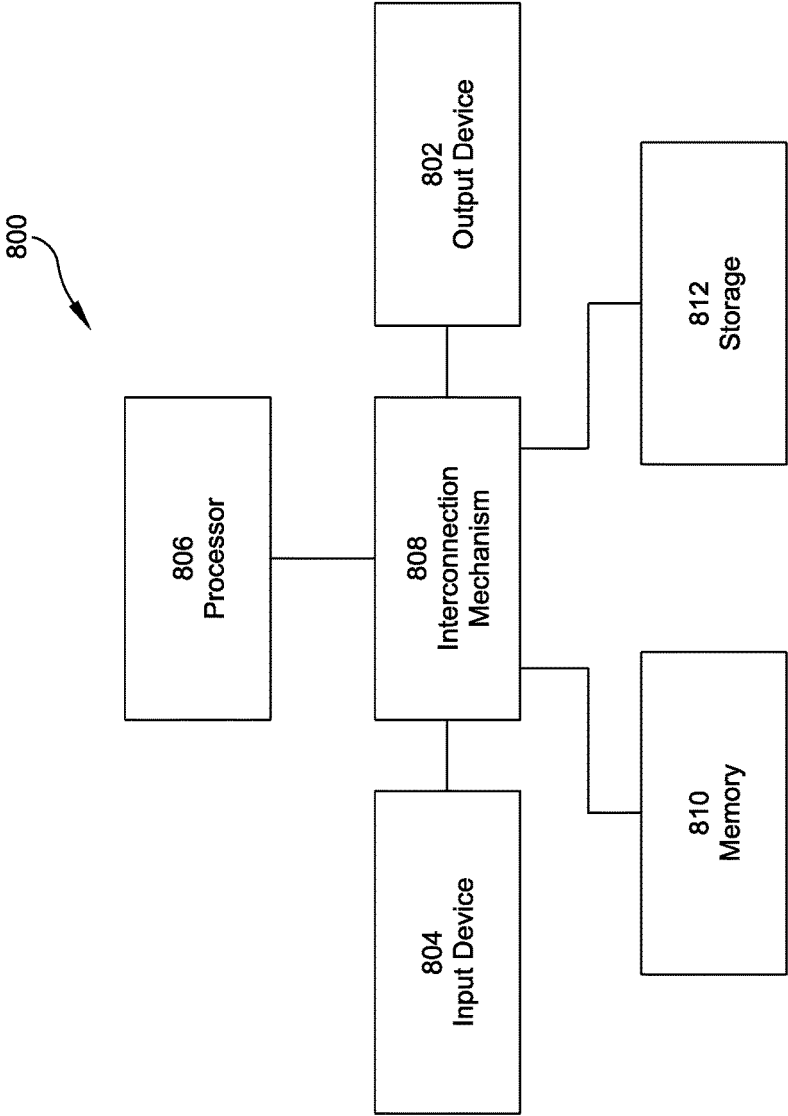 800
806
Processor
804
Input Device
808
Interconnection
Mechanism
802
Output Device
810
Memory
812
Storage